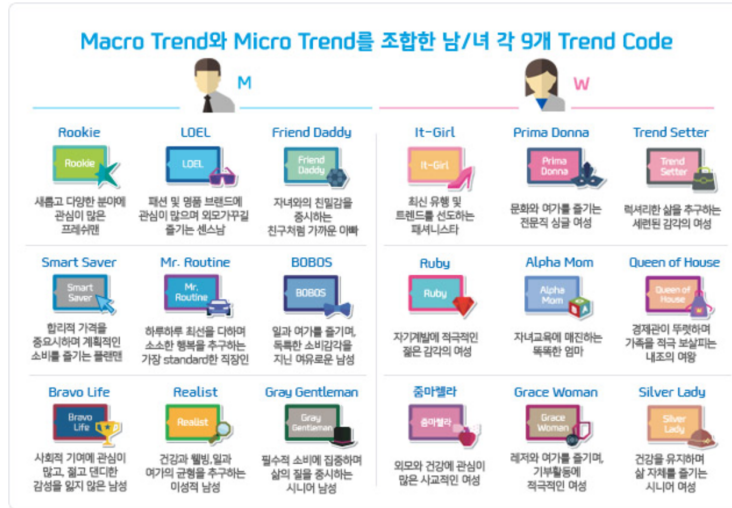 Macro Trend와 Micro Trend를 조합한 남/녀 각 9개 Trend Code
M
W
Rookie
Rookie
새롭고 다양한 분야에
관심이 많은
프레쉬맨
LOEL
LOEL
패션 및 명품 브랜드에
관심이 많으며 외모가꾸길
즐기는 센스남
Friend Daddy
Friend
Daddy
자녀와의 친밀감을
중시하는
친구처럼 가까운 아빠
It-Girl
It-Girl
최신 유행 및
트렌드를 선도하는
패셔니스타
Prima Donna
Prima
Donna
문화와 여가를 즐기는
전문직 싱글 여성
Trend Setter
Trend
Setter
럭셔리한 삶을 추구하는
세련된 감각의 여성
Smart Saver
Smart
Saver
합리적 가격을
중요시하며 계획적인
소비를 즐기는 플랜맨
Mr. Routine
Mr.
Routine
하루하루 최선을 다하며
소소한 행복을 추구하는
가장 standard한 직장인
BOBOS
BOBOS
일과 여가를 즐기며,
독특한 소비감각을
지닌 여유로운 남성
Ruby
Ruby
자기계발에 적극적인
젊은 감각의 여성
Alpha Mom
Alpha
Mom
자녀교육에 매진하는
똑똑한 엄마
Queen of House
Queen of
House
경제관이 뚜렷하며
가족을 적극 보살피는
내조의 여왕
Bravo Life
Bravo
Life
사회적 기여에 관심이
많고, 젊고 댄디한
감성을 잃지 않은 남성
Realist
Realist
건강과 웰빙,일과
여가의 균형을 추구하는
이성적 남성
Gray Gentleman
Gray
Gentleman
필수적 소비에 집중하며
삶의 질을 중시하는
시니어 남성
줌마렐라
줌마렐라
외모와 건강에 관심이
많은 사교적인 여성
Grace Woman
Grace
Woman
레저와 여가를 즐기며,
기부활동에
적극적인 여성
Silver Lady
Silver
Lady
건강을 유지하며
삶 자체를 즐기는
시니어 여성